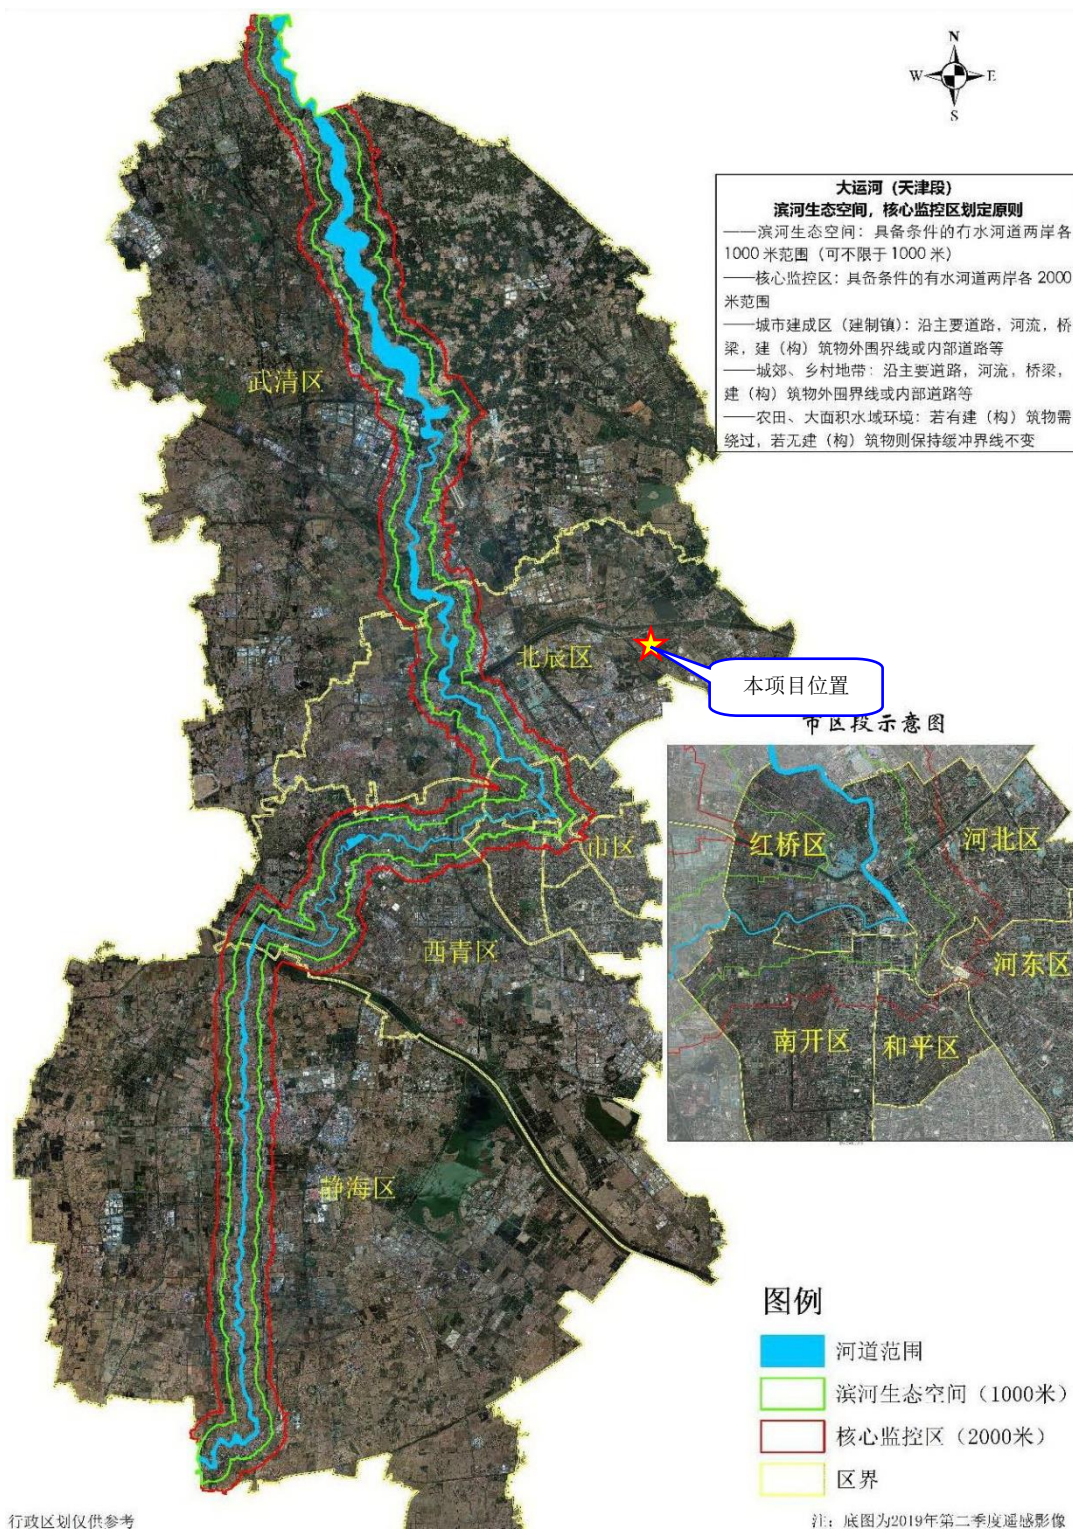 N
W E
S
大运河（天津段）
滨河生态空间，核心监控区划定原则
——滨河生态空间：具备条件的有水河道两岸各
1000 米范围（可不限于 1000 米）
——核心监控区：具备条件的有水河道两岸各 2000
米范围
——城市建成区（建制镇）：沿主要道路，河流，桥
梁，建（构）筑物外围界线或内部道路等
——城郊、乡村地带：沿主要道路，河流，桥梁，
建（构）筑物外围界线或内部道路等
——农田、大面积水域环境：若有建（构）筑物需
绕过，若无建（构）筑物则保持缓冲界线不变
武清区
北辰区
本项目位置
市区段示意图
市区
红桥区
河北区
河东区
南开区
和平区
西青区
静海区
图例
河道范围
滨河生态空间（1000米）
核心监控区（2000米）
区界
行政区划仅供参考
注：底图为2019年第二季度遥感影像